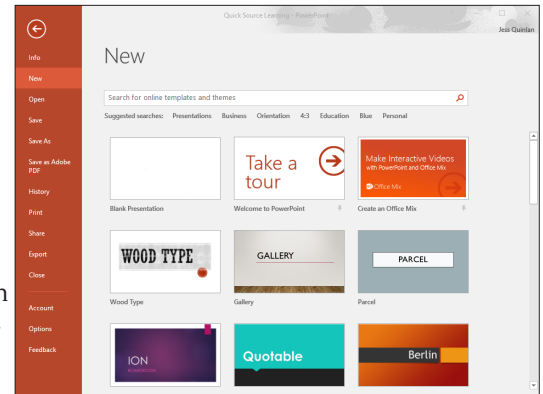 Quick Source Learning - PowerPoint
Jess Quinlan
Info
New
Open
Save
Save As
Save as Adobe
PDF
History
Print
Share
Export
Close
Account
Options
Feedback
New
Search for online templates and themes
Suggested searches: Presentations Business Orientation 4:3 Education Blue Personal
Blank Presentation
Take a
tour
Welcome to PowerPoint
Make Interactive Videos
with PowerPoint and Office Mix
Office Mix
Create an Office Mix
WOOD TYPE
Wood Type
GALLERY
Gallery
PARCEL
Parcel
ION
BOARDROOM
Quotable
Berlin